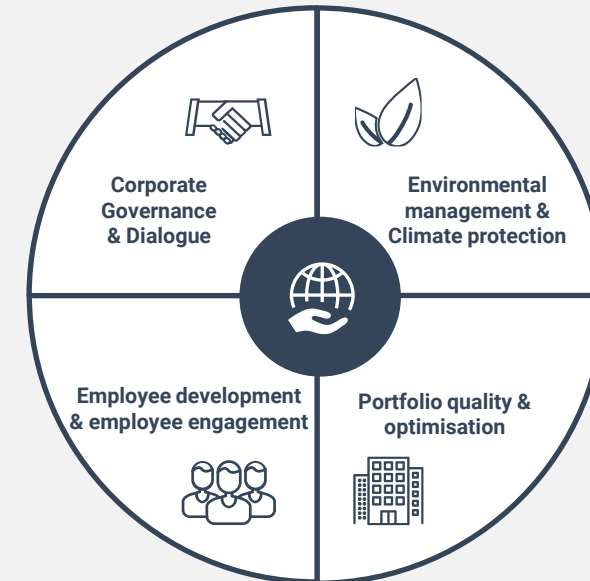 Corporate
Governance
& Dialogue
Environmental
management &
Climate protection
Employee development
& employee engagement
Portfolio quality &
optimisation